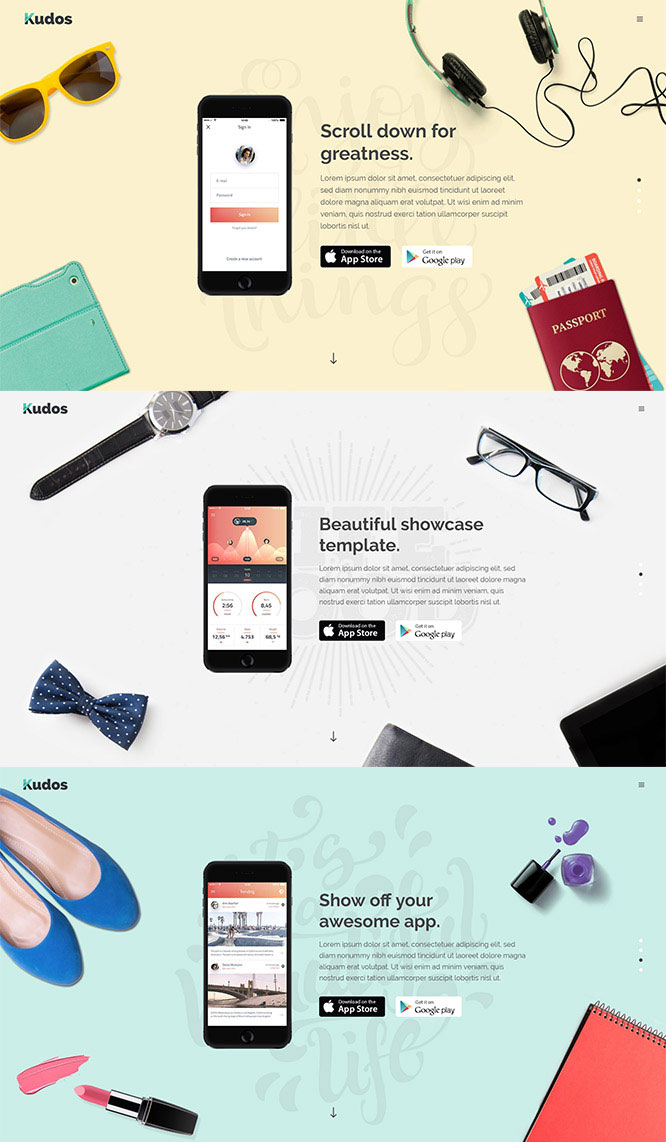 Kudos
Enjoy
things
Sign in
E-mail
Password
Sign in
Forgot your details?
Create a new account
Scroll down for
greatness.
Lorem ipsum dolor sit amet, consectetuer adipiscing elit,
sed diam nonummy nibh euismod tincidunt ut laoreet
dolore magna aliquam erat volutpat. Ut wisi enim ad minim
veniam, quis nostrud exercitation ullamcorper suscipit
lobortis nisl ut.
Download on the
App Store
Get it on
Google play
PASSPORT
Kudos
Beautiful showcase
template.
Lorem ipsum dolor sit amet, consectetuer adipiscing elit,
sed diam nonummy nibh euismod tincidunt ut laoreet dolore
magna aliquam erat volutpat. Ut wisi enim ad minim veniam, quis
nostrud exerci tation ullamcorper suscipit lobortis nisl ut.
10
2:56
8,45
12,56
4.753
68,5
Download on the
App Store
Get it on
Google play
Kudos
it's
life
Trending
Show off your
awesome app.
Lorem ipsum dolor sit amet, consectetuer adipiscing elit,
sed diam nonummy nibh euismod tincidunt ut laoreet dolore
magna aliquam erat volutpat. Ut wisi enim ad minim veniam, quis
nostrud exerci tation ullamcorper suscipit lobortis nisl ut.
Download on the
App Store
Get it on
Google play